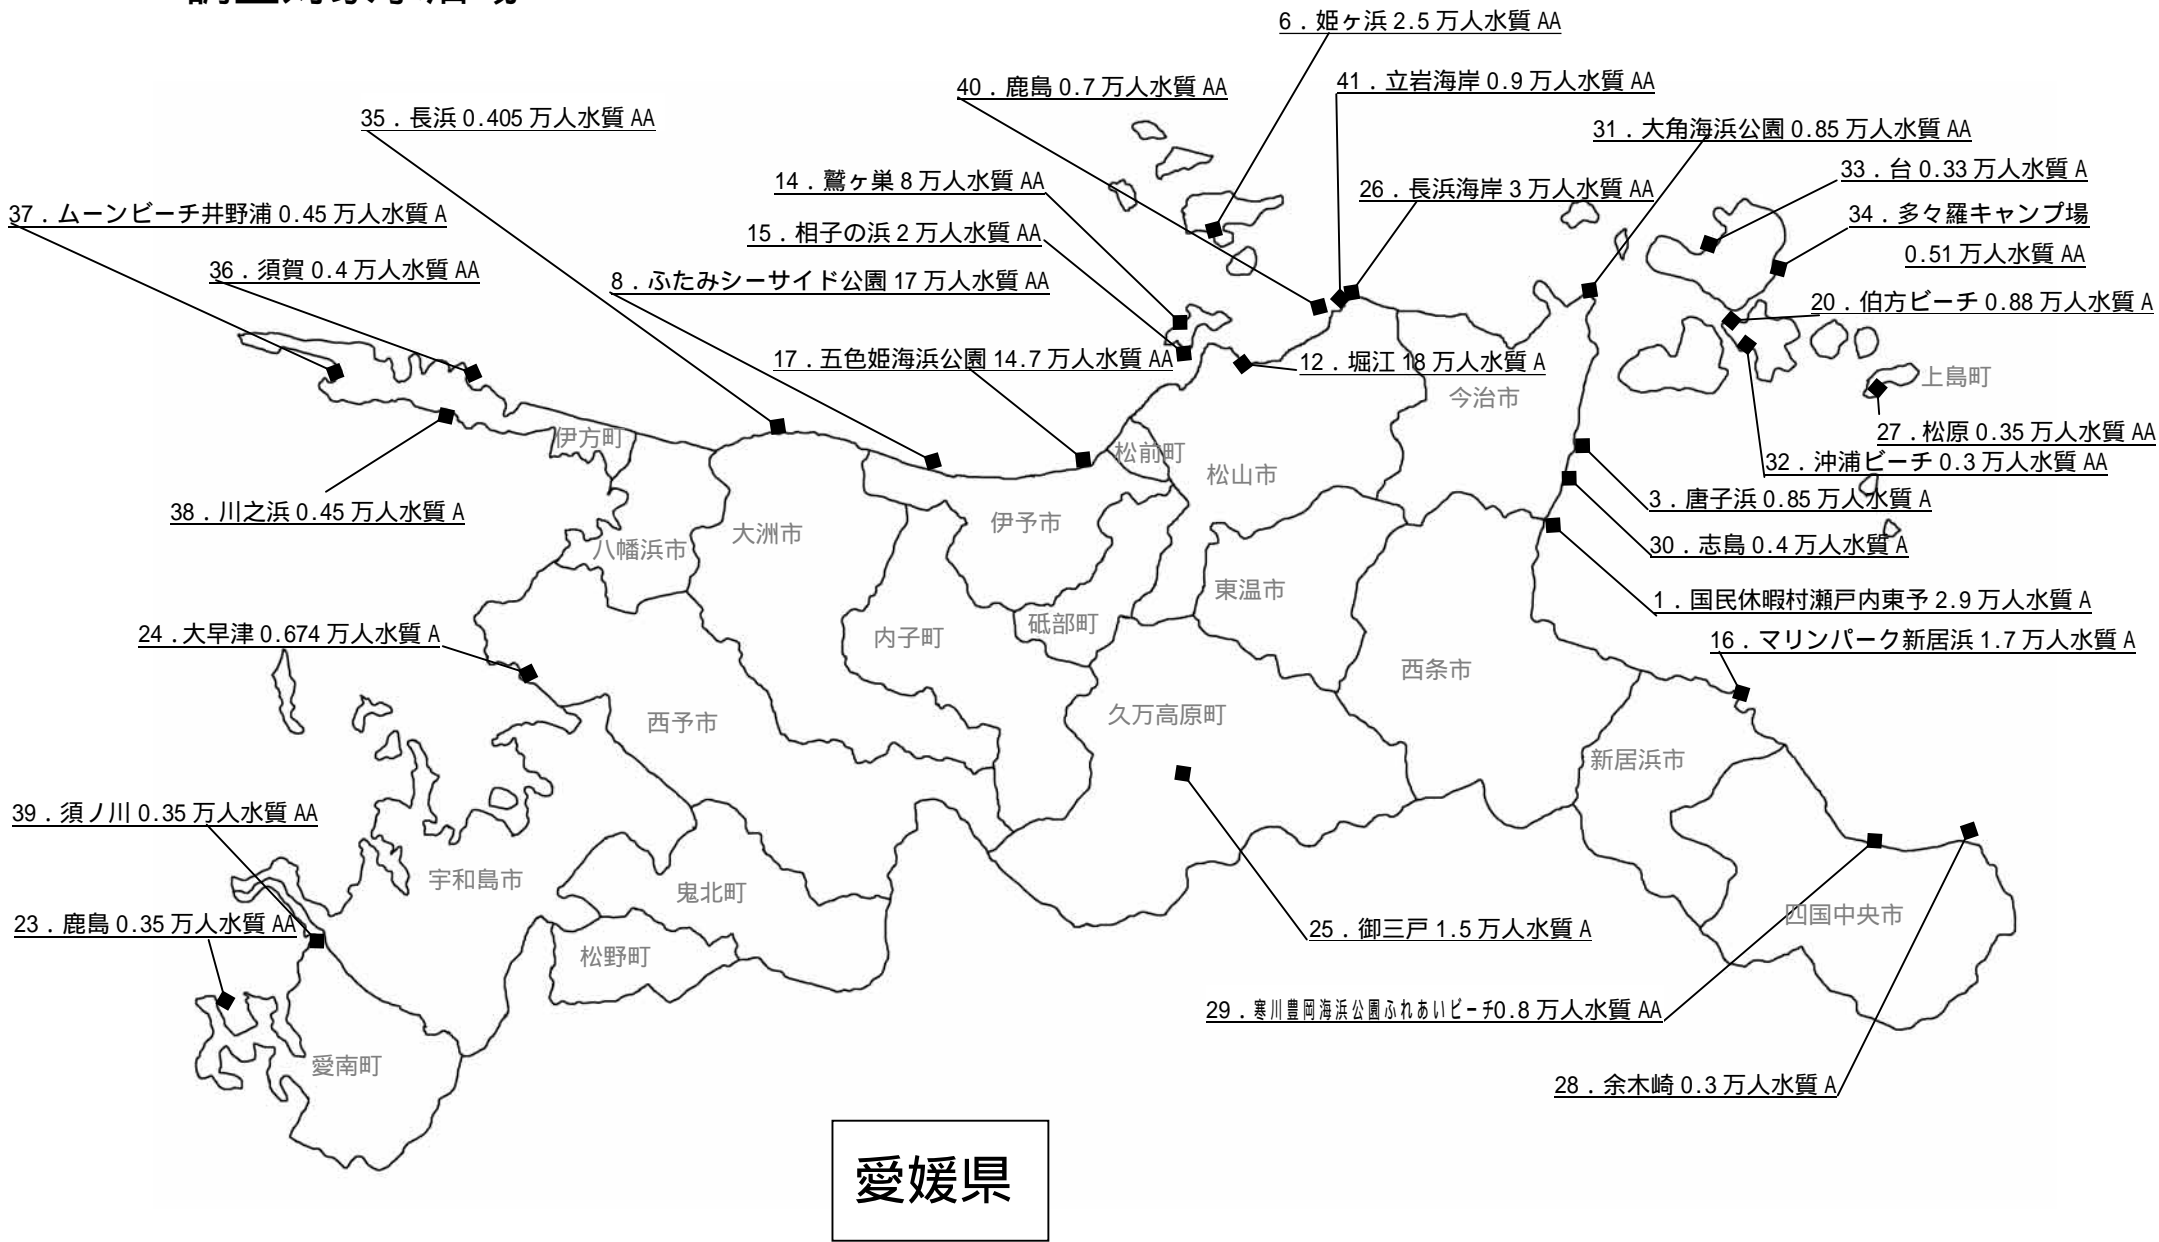 6．姫ヶ浜 2.5 万人水質 AA
40．鹿島 0.7 万人水質 AA
41．立岩海岸 0.9 万人水質 AA
35．長浜 0.405 万人水質 AA
31．大角海浜公園 0.85 万人水質 AA
14．鷲ヶ巣 8 万人水質 AA
26．長浜海岸 3 万人水質 AA
33．台 0.33 万人水質 A
37．ムーンビーチ井野浦 0.45 万人水質 A
34．多々羅キャンプ場
0.51 万人水質 AA
15．相子の浜 2 万人水質 AA
36．須賀 0.4 万人水質 AA
8．ふたみシーサイド公園 17 万人水質 AA
20．伯方ビーチ 0.88 万人水質 A
17．五色姫海浜公園 14.7 万人水質 AA
12．堀江 18 万人水質 A
上島町
今治市
27．松原 0.35 万人水質 AA
伊方町
松前町
32．沖浦ビーチ 0.3 万人水質 AA
松山市
3．唐子浜 0.85 万人水質 A
38．川之浜 0.45 万人水質 A
伊予市
大洲市
八幡浜市
30．志島 0.4 万人水質 A
東温市
1．国民休暇村瀬戸内東予 2.9 万人水質 A
砥部町
24．大早津 0.674 万人水質 A
内子町
16．マリンパーク新居浜 1.7 万人水質 A
西条市
久万高原町
西予市
新居浜市
39．須ノ川 0.35 万人水質 AA
宇和島市
鬼北町
四国中央市
23．鹿島 0.35 万人水質 AA
25．御三戸 1.5 万人水質 A
松野町
29．寒川豊岡海浜公園ふれあいビーチ0.8 万人水質 AA
愛南町
28．余木崎 0.3 万人水質 A
愛媛県